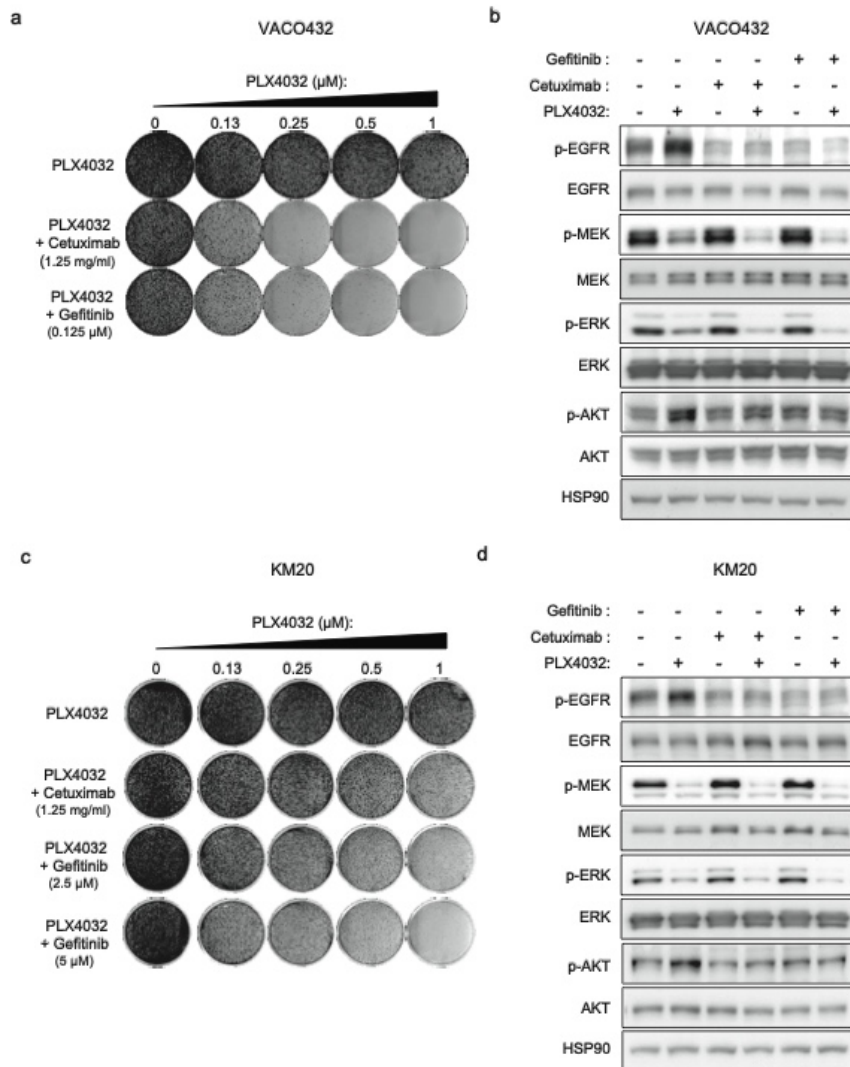 a
VACO432
PLX4032 (µM):
0 0.13 0.25 0.5 1
PLX4032
PLX4032
+ Cetuximab
(1.25 mg/ml)
PLX4032
+ Gefitinib
(0.125 µM)
b
VACO432
Gefitinib : - - - - + +
Cetuximab : - - + + - -
PLX4032: - + - + - +
p-EGFR
EGFR
p-MEK
MEK
p-ERK
ERK
p-AKT
AKT
HSP90
c
KM20
PLX4032 (µM):
0 0.13 0.25 0.5 1
PLX4032
PLX4032
+ Cetuximab
(1.25 mg/ml)
PLX4032
+ Gefitinib
(2.5 µM)
PLX4032
+ Gefitinib
(5 µM)
d
KM20
Gefitinib : - - - - + +
Cetuximab : - - + + - -
PLX4032: - + - + - +
p-EGFR
EGFR
p-MEK
MEK
p-ERK
ERK
p-AKT
AKT
HSP90